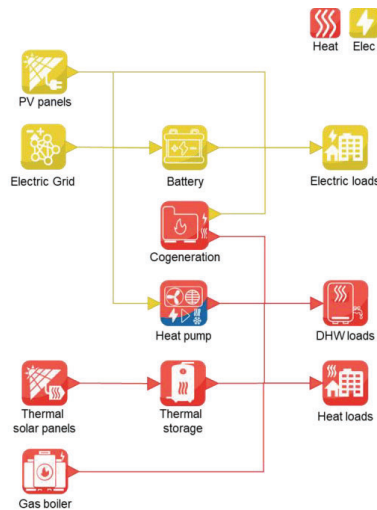 Heat Elec
PV panels
Electric Grid
Battery
Electric loads
Cogeneration
Heat pump
DHW loads
Thermal
solar panels
Thermal
storage
Heat loads
Gas boiler